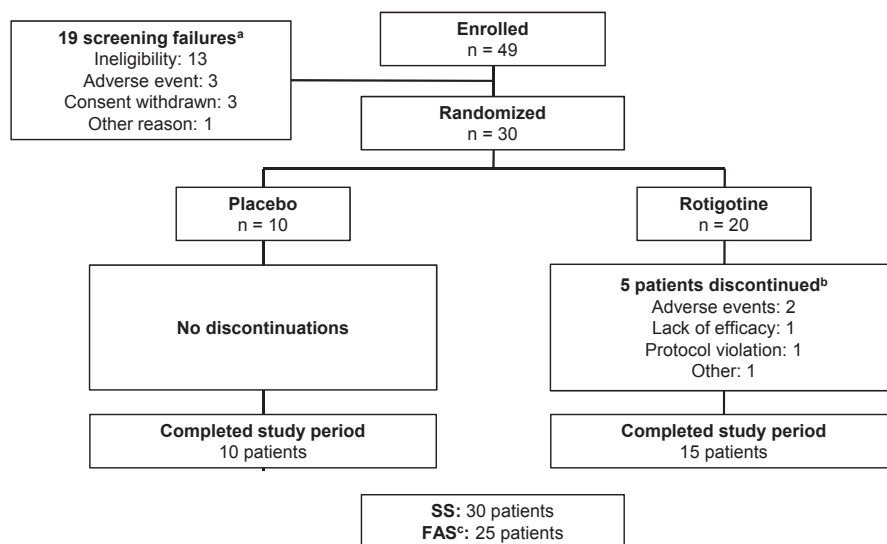 Enrolled
n = 49
19 screening failuresᵃ
Ineligibility: 13
Adverse event: 3
Consent withdrawn: 3
Other reason: 1
Randomized
n = 30
Placebo
n = 10
Rotigotine
n = 20
No discontinuations
5 patients discontinuedᵇ
Adverse events: 2
Lack of efficacy: 1
Protocol violation: 1
Other: 1
Completed study period
10 patients
Completed study period
15 patients
SS: 30 patients
FASᶜ: 25 patients